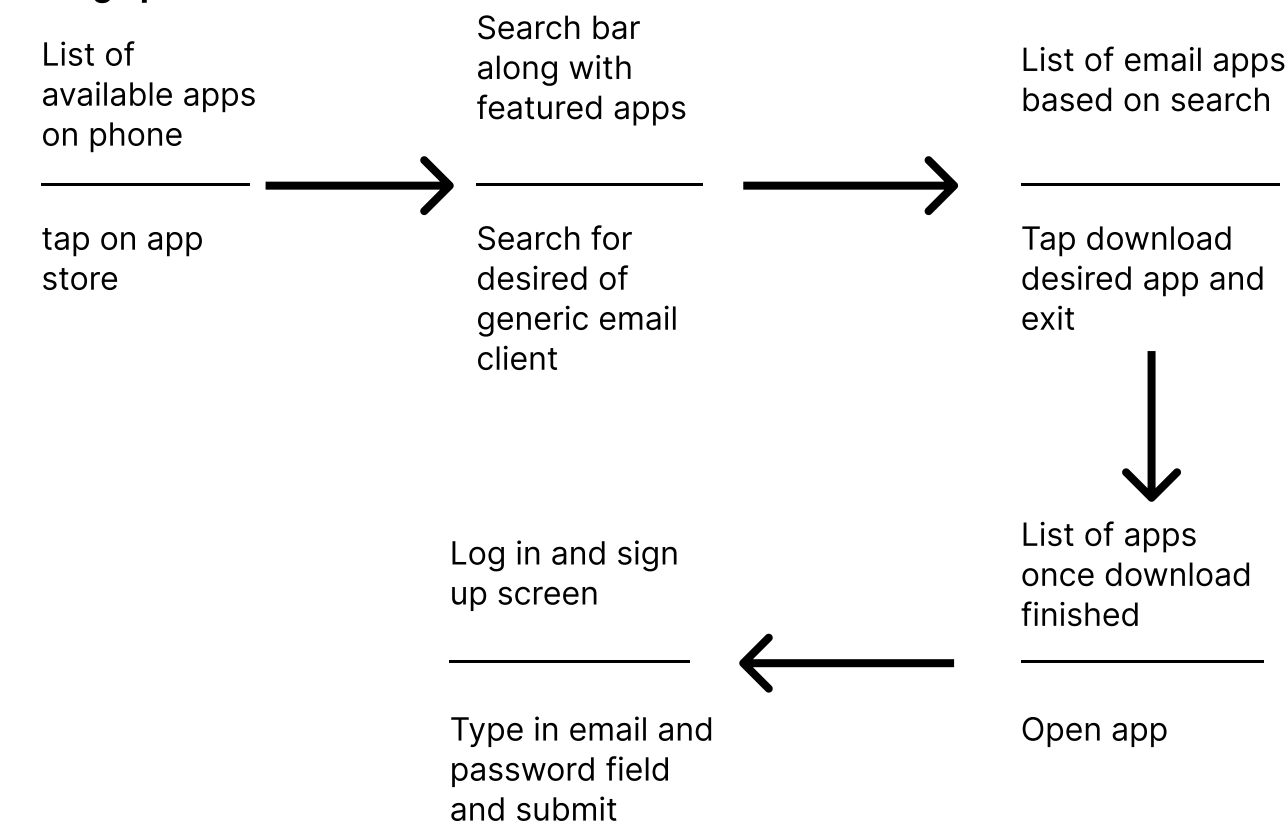 List of
available apps
on phone
tap on app
store
Search bar
along with
featured apps
Search for
desired of
generic email
client
List of email apps
based on search
Tap download
desired app and
exit
List of apps
once download
finished
Open app
Log in and sign
up screen
Type in email and
password field
and submit